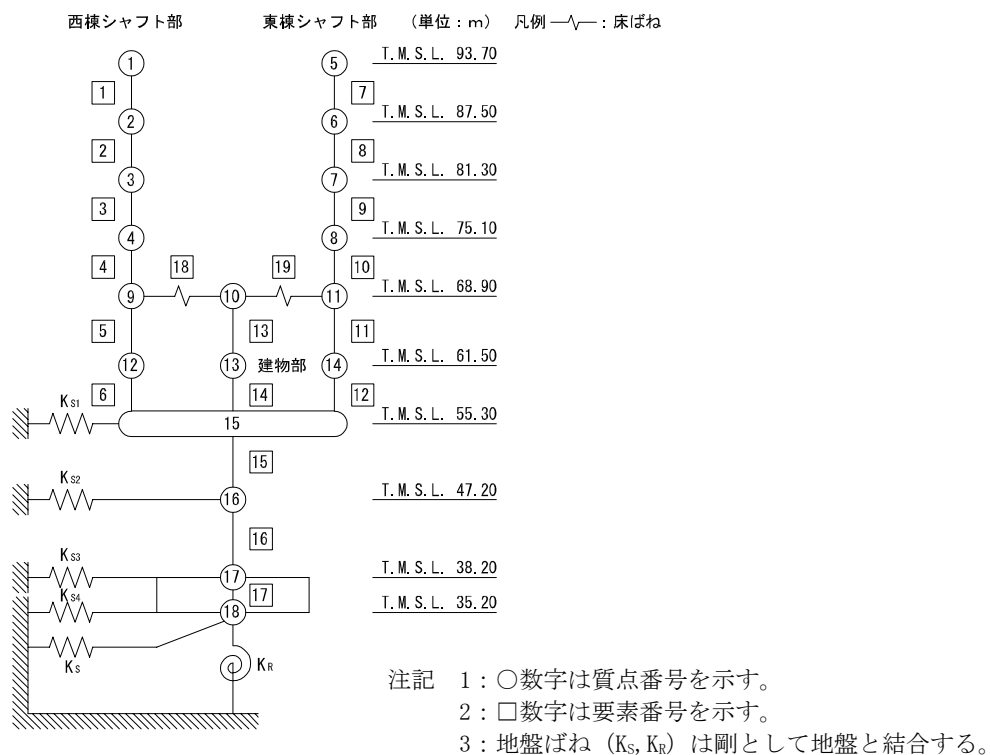 西棟シャフト部 東棟シャフト部 (単位：m) 凡例 ：床ばね
1 5 T.M.S.L. 93.70
1 7
2 6 T.M.S.L. 87.50
2 8
3 7 T.M.S.L. 81.30
3 9
4 8 T.M.S.L. 75.10
4 18 19 10
9 10 11 T.M.S.L. 68.90
5 13 11
12 13 建物部 14 T.M.S.L. 61.50
KS1 6 14 12
15 T.M.S.L. 55.30
15
KS2
16 T.M.S.L. 47.20
16
KS3
17 T.M.S.L. 38.20
KS4 17
18 T.M.S.L. 35.20
KS KR
注記 1：○数字は質点番号を示す。
2：□数字は要素番号を示す。
3：地盤ばね（KS,KR）は剛として地盤と結合する。